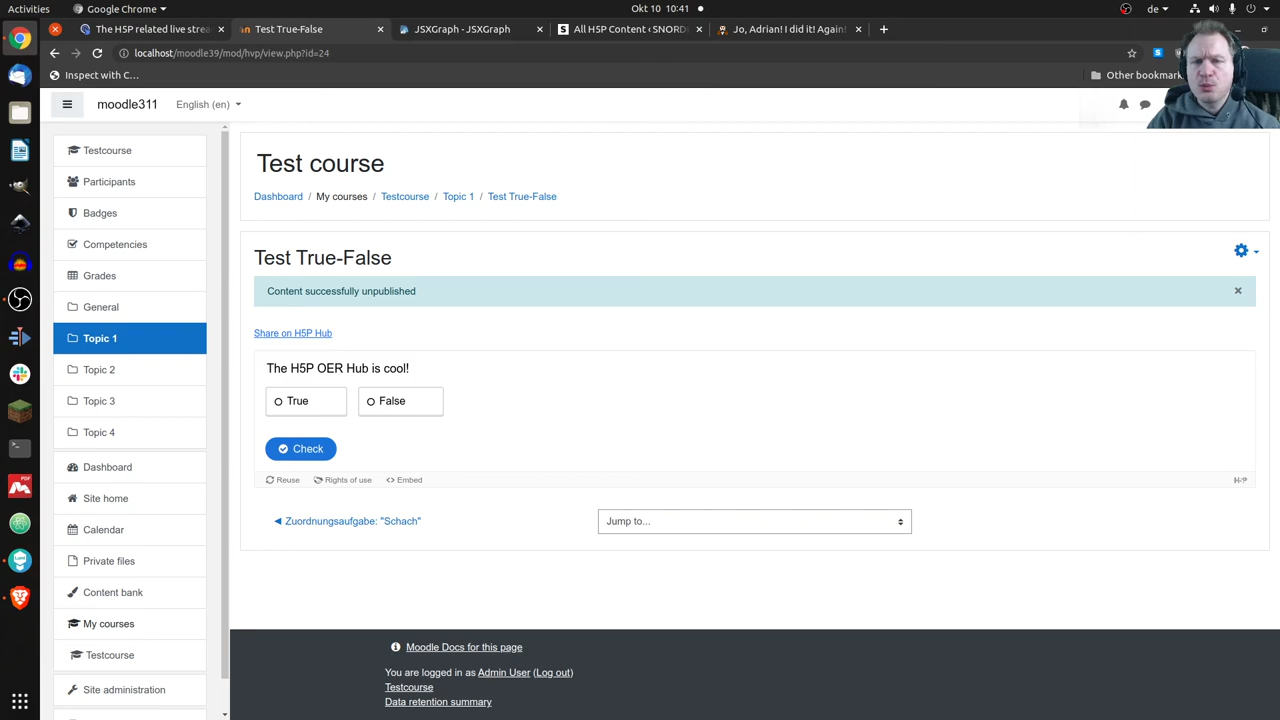 Activities
Google Chrome
Okt 10 10:41
de
The H5P related live strea
Test True-False
JSXGraph - JSXGraph
All H5P Content ‹ SNORD
Jo, Adrian! I did it! Again!
localhost/moodle39/mod/hvp/view.php?id=24
Inspect with C…
Other bookmar
moodle311
English (en)
Testcourse
Participants
Badges
Competencies
Grades
General
Topic 1
Topic 2
Topic 3
Topic 4
Dashboard
Site home
Calendar
Private files
Content bank
My courses
Testcourse
Site administration
Test course
Dashboard / My courses / Testcourse / Topic 1 / Test True-False
Test True-False
Content successfully unpublished
Share on H5P Hub
The H5P OER Hub is cool!
True
False
Check
Reuse
Rights of use
<> Embed
H5P
◄ Zuordnungsaufgabe: "Schach"
Jump to...
Moodle Docs for this page
You are logged in as Admin User (Log out)
Testcourse
Data retention summary